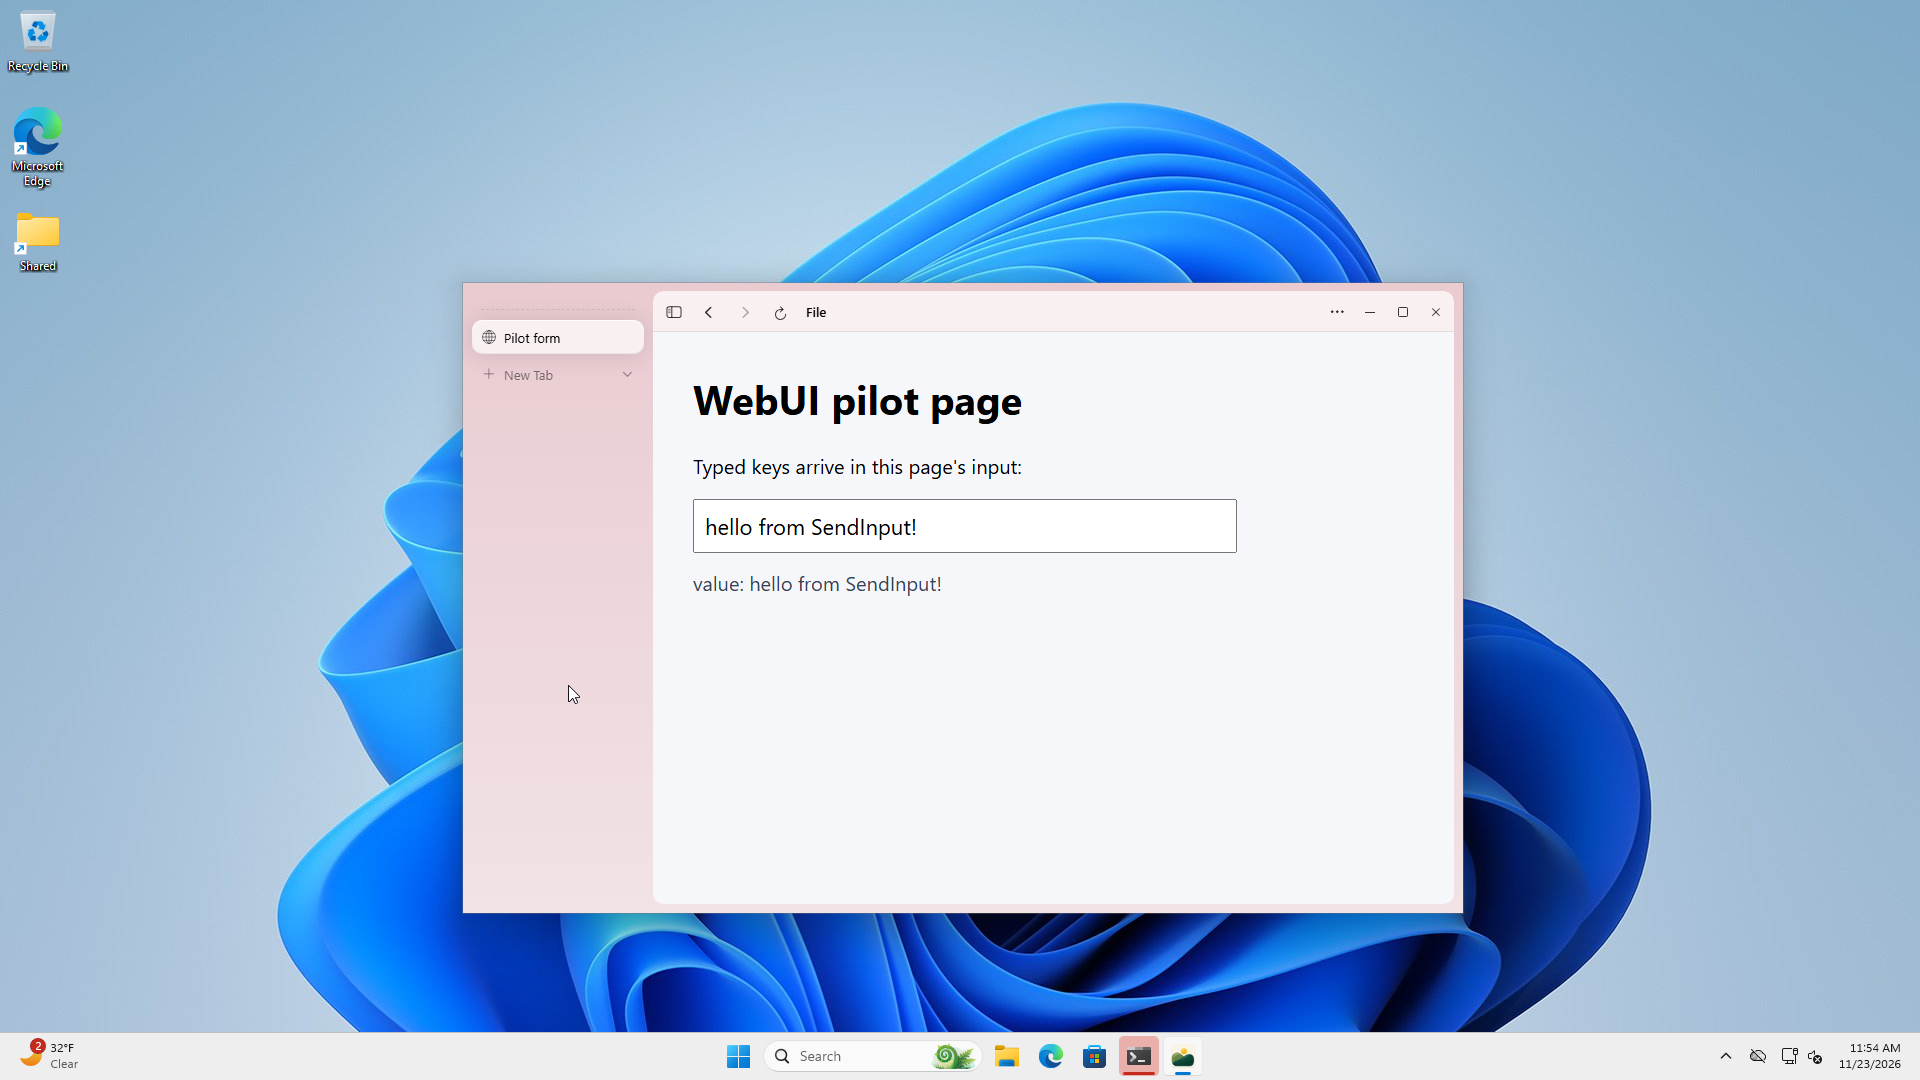 Recycle Bin
Microsoft
Edge
Shared
Pilot form
New Tab
File
WebUI pilot page
Typed keys arrive in this page's input:
hello from SendInput!
value: hello from SendInput!
2
32°F
Clear
Search
11:54 AM
11/23/2026